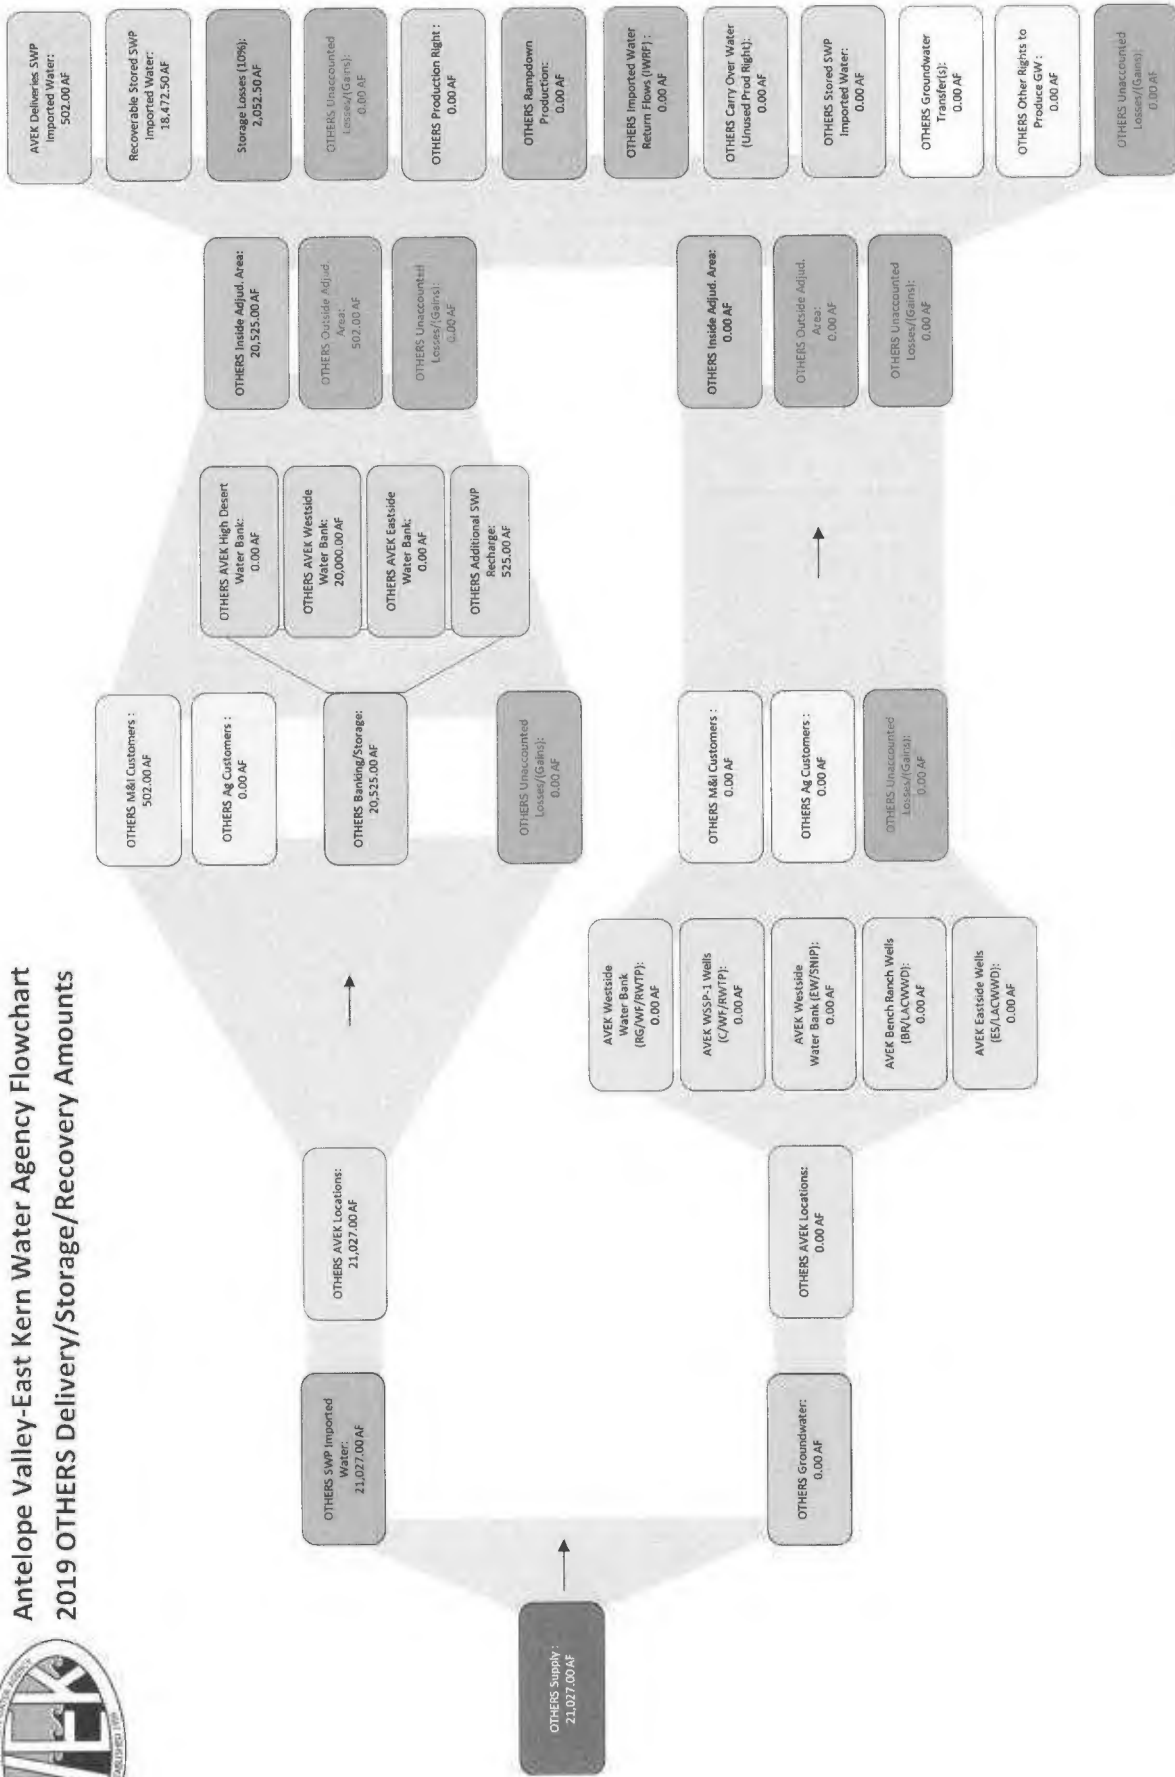 Antelope Valley-East Kern Water Agency Flowchart
2019 OTHERS Delivery/Storage/Recovery Amounts
OTHERS Supply :
21,027.00 AF
OTHERS SWP Imported
Water:
21,027.00 AF
OTHERS Groundwater:
0.00 AF
OTHERS AVEK Locations:
21,027.00 AF
OTHERS AVEK Locations:
0.00 AF
AVEK Westside
Water Bank
(RG/WF/RWTP):
0.00 AF
AVEK WSSP-1 Wells
(C/WF/RWTP):
0.00 AF
AVEK Westside
Water Bank (EW/SNIP):
0.00 AF
AVEK Bench Ranch Wells
(BR/LACWWD):
0.00 AF
AVEK Eastside Wells
(ES/LACWWD):
0.00 AF
OTHERS M&I Customers :
502.00 AF
OTHERS Ag Customers :
0.00 AF
OTHERS Banking/Storage:
20,525.00 AF
OTHERS Unaccounted
Losses/(Gains):
0.00 AF
OTHERS M&I Customers :
0.00 AF
OTHERS Ag Customers :
0.00 AF
OTHERS Unaccounted
Losses/(Gains):
0.00 AF
OTHERS AVEK High Desert
Water Bank:
0.00 AF
OTHERS AVEK Westside
Water Bank:
20,000.00 AF
OTHERS AVEK Eastside
Water Bank:
0.00 AF
OTHERS Additional SWP
Recharge:
525.00 AF
OTHERS Inside Adjud. Area:
20,525.00 AF
OTHERS Outside Adjud.
Area:
502.00 AF
OTHERS Unaccounted
Losses/(Gains):
0.00 AF
OTHERS Inside Adjud. Area:
0.00 AF
OTHERS Outside Adjud.
Area:
0.00 AF
OTHERS Unaccounted
Losses/(Gains):
0.00 AF
AVEK Deliveries SWP
Imported Water:
502.00 AF
Recoverable Stored SWP
Imported Water:
18,472.50 AF
Storage Losses (10%):
2,052.50 AF
OTHERS Unaccounted
Losses/(Gains):
0.00 AF
OTHERS Production Right :
0.00 AF
OTHERS Rampdown
Production:
0.00 AF
OTHERS Imported Water
Return Flows (IWRF) :
0.00 AF
OTHERS Carry Over Water
(Unused Prod Right):
0.00 AF
OTHERS Stored SWP
Imported Water:
0.00 AF
OTHERS Groundwater
Transfer(s):
0.00 AF
OTHERS Other Rights to
Produce GW :
0.00 AF
OTHERS Unaccounted
Losses/(Gains):
0.00 AF